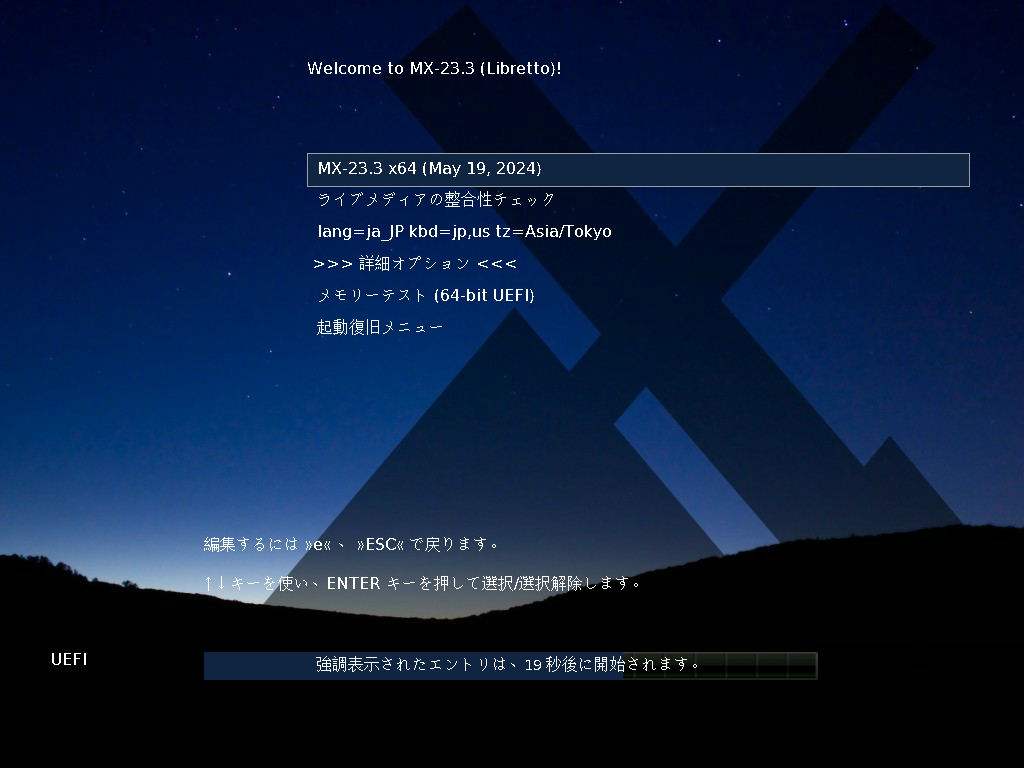 Welcome to MX-23.3 (Libretto)!
MX-23.3 x64 (May 19, 2024)
ライブメディアの整合性チェック
lang=ja_JP kbd=jp,us tz=Asia/Tokyo
>>> 詳細オプション <<<
メモリーテスト (64-bit UEFI)
起動復旧メニュー
編集するには »e« 、 »ESC« で戻ります。
↑↓キーを使い、ENTER キーを押して選択/選択解除します。
UEFI
強調表示されたエントリは、19 秒後に開始されます。